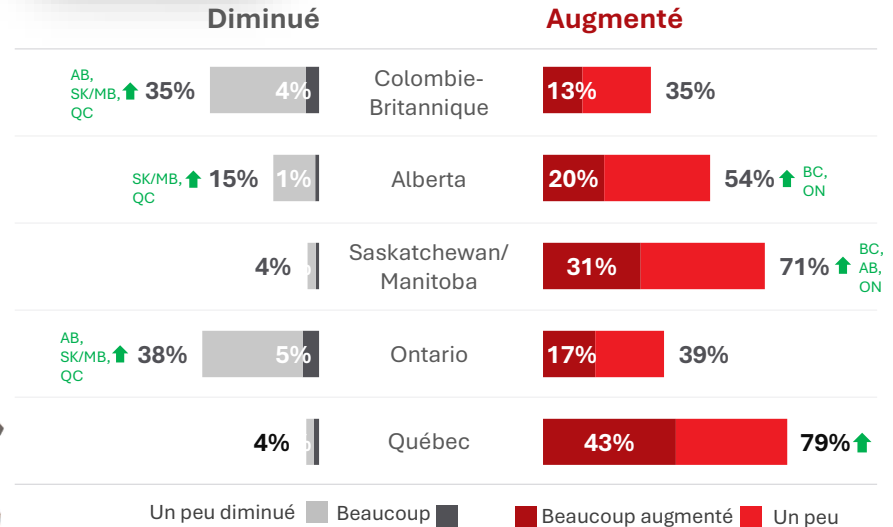 Diminué Augmenté
AB,
SK/MB, 35% 4% Colombie- 13% 35%
QC Britannique
SK/MB, 15% 1% Alberta 20% 54% BC,
QC ON
4% Saskatchewan/ 31% 71% BC,
Manitoba AB,
ON
AB,
SK/MB, 38% 5% Ontario 17% 39%
QC
4% Québec 43% 79%
Un peu diminué Beaucoup Beaucoup augmenté Un peu